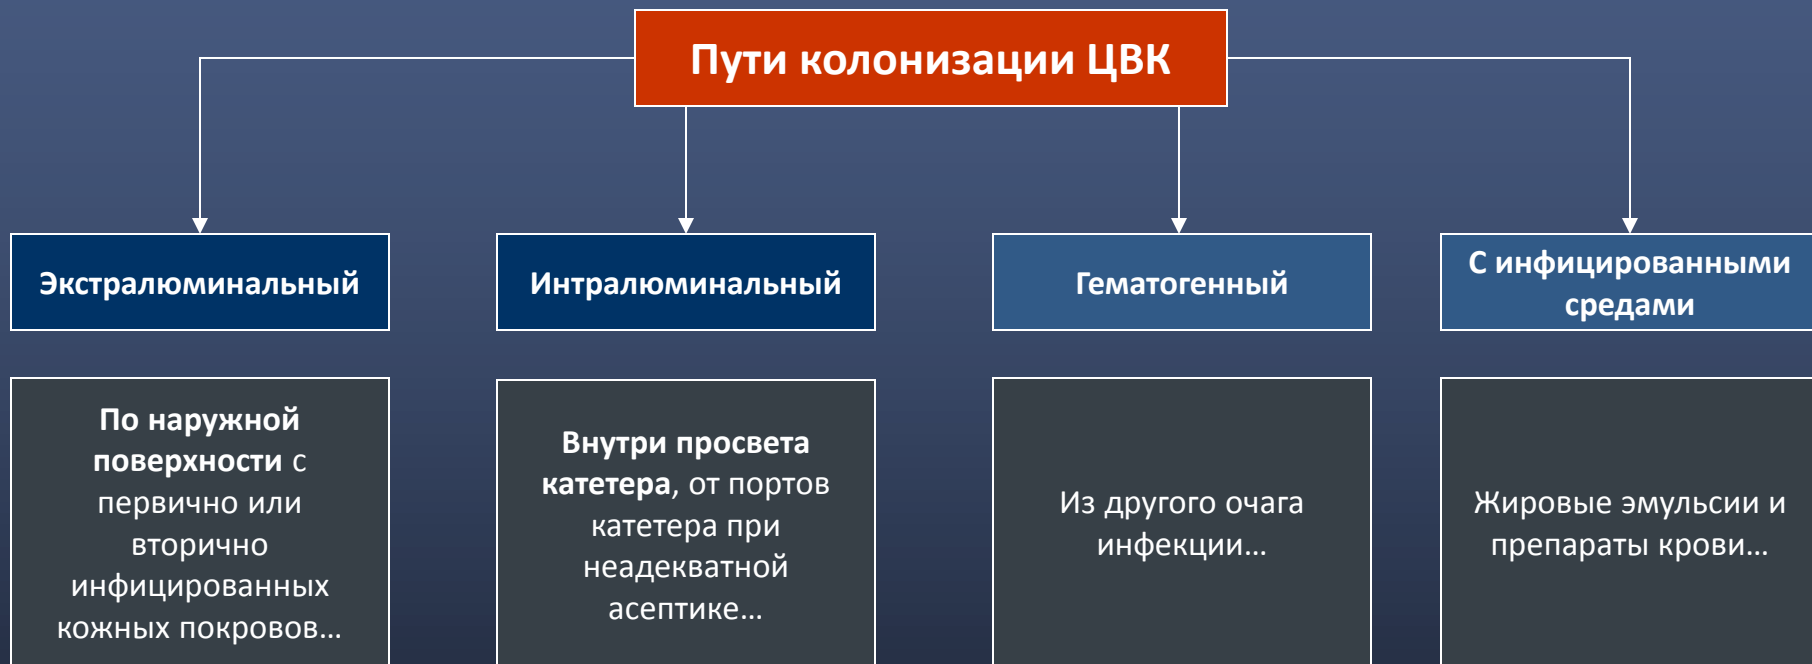 Пути колонизации ЦВК
Экстралюминальный
Интралюминальный
Гематогенный
С инфицированными
средами
По наружной
поверхности с
первично или
вторично
инфицированных
кожных покровов...
Внутри просвета
катетера, от портов
катетера при
неадекватной
асептике...
Из другого очага
инфекции...
Жировые эмульсии и
препараты крови...